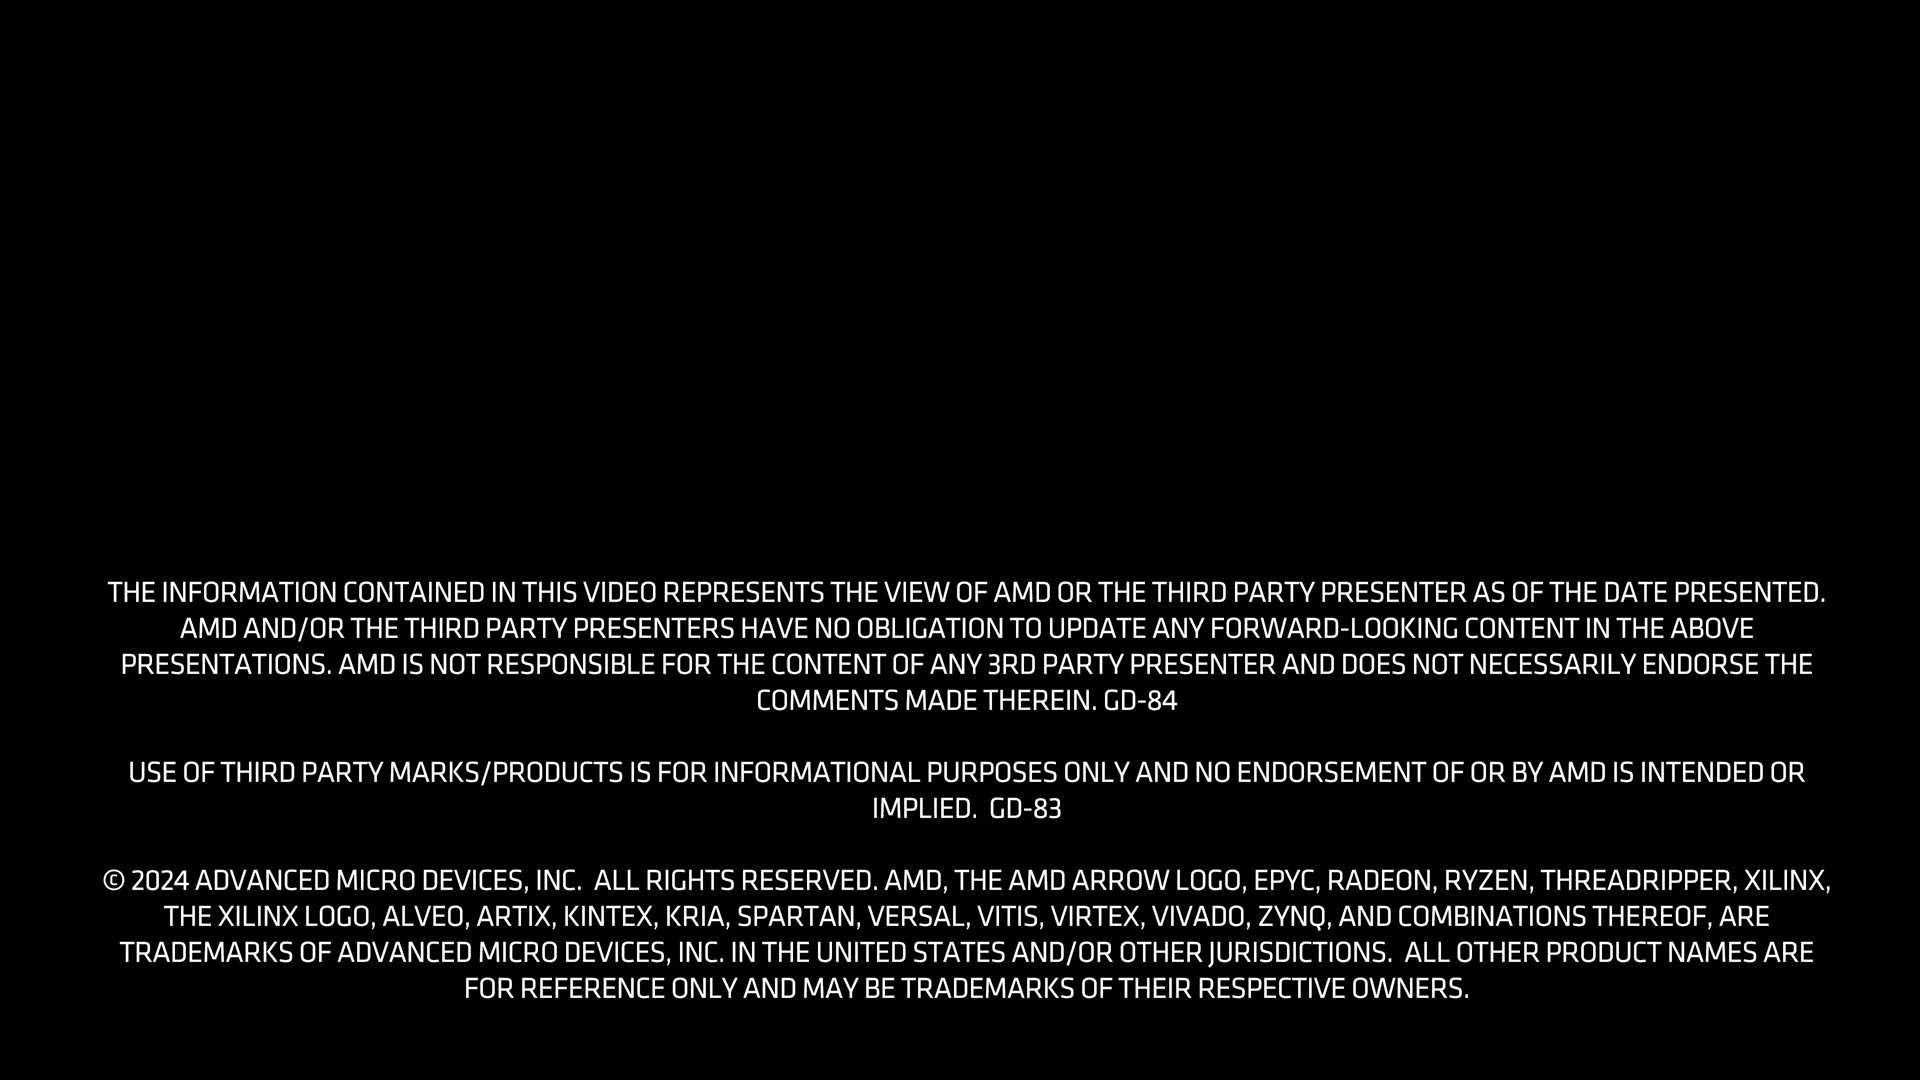 THE INFORMATION CONTAINED IN THIS VIDEO REPRESENTS THE VIEW OF AMD OR THE THIRD PARTY PRESENTER AS OF THE DATE PRESENTED.
AMD AND/OR THE THIRD PARTY PRESENTERS HAVE NO OBLIGATION TO UPDATE ANY FORWARD-LOOKING CONTENT IN THE ABOVE
PRESENTATIONS. AMD IS NOT RESPONSIBLE FOR THE CONTENT OF ANY 3RD PARTY PRESENTER AND DOES NOT NECESSARILY ENDORSE THE
COMMENTS MADE THEREIN. GD-84
USE OF THIRD PARTY MARKS/PRODUCTS IS FOR INFORMATIONAL PURPOSES ONLY AND NO ENDORSEMENT OF OR BY AMD IS INTENDED OR
IMPLIED.  GD-83
© 2024 ADVANCED MICRO DEVICES, INC.  ALL RIGHTS RESERVED. AMD, THE AMD ARROW LOGO, EPYC, RADEON, RYZEN, THREADRIPPER, XILINX,
THE XILINX LOGO, ALVEO, ARTIX, KINTEX, KRIA, SPARTAN, VERSAL, VITIS, VIRTEX, VIVADO, ZYNQ, AND COMBINATIONS THEREOF, ARE
TRADEMARKS OF ADVANCED MICRO DEVICES, INC. IN THE UNITED STATES AND/OR OTHER JURISDICTIONS.  ALL OTHER PRODUCT NAMES ARE
FOR REFERENCE ONLY AND MAY BE TRADEMARKS OF THEIR RESPECTIVE OWNERS.